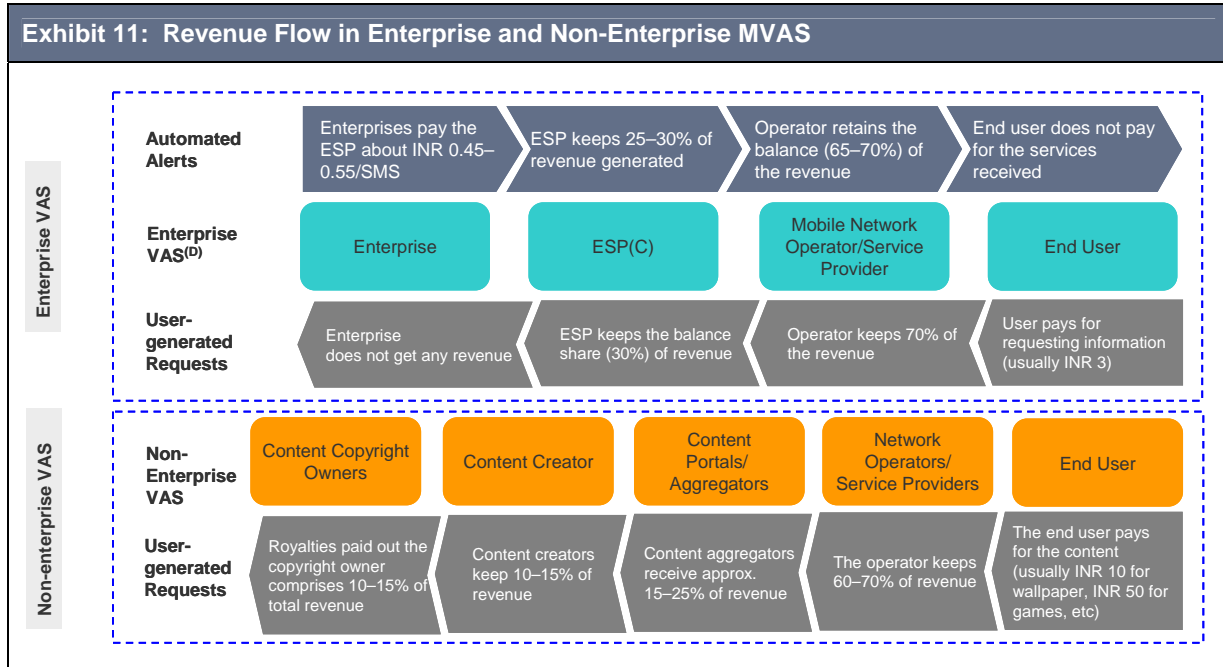 Exhibit 11: Revenue Flow in Enterprise and Non-Enterprise MVAS
Enterprise VAS
Automated
Alerts
Enterprises pay the
ESP about INR 0.45–
0.55/SMS
ESP keeps 25–30% of
revenue generated
Operator retains the
balance (65–70%) of
the revenue
End user does not pay
for the services
received
Enterprise
VAS(D)
Enterprise
ESP(C)
Mobile Network
Operator/Service
Provider
End User
User-
generated
Requests
Enterprise
does not get any revenue
ESP keeps the balance
share (30%) of revenue
Operator keeps 70% of
the revenue
User pays for
requesting information
(usually INR 3)
Non-enterprise VAS
Non-
Enterprise
VAS
Content Copyright
Owners
Content Creator
Content
Portals/
Aggregators
Network
Operators/
Service Providers
End User
User-
generated
Requests
Royalties paid out the
copyright owner
comprises 10–15% of
total revenue
Content creators
keep 10–15% of
revenue
Content aggregators
receive approx.
15–25% of revenue
The operator keeps
60–70% of revenue
The end user pays
for the content
(usually INR 10 for
wallpaper, INR 50 for
games, etc)